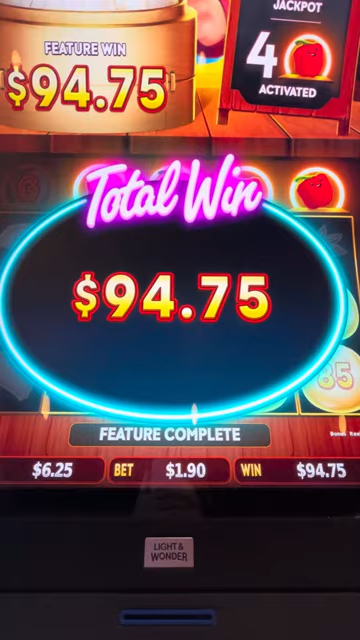 JACKPOT
FEATURE WIN
$94.75
4
ACTIVATED
Total Win
$94.75
85
FEATURE COMPLETE
$6.25 BET $1.90 WIN $94.75
LIGHT &
WONDER